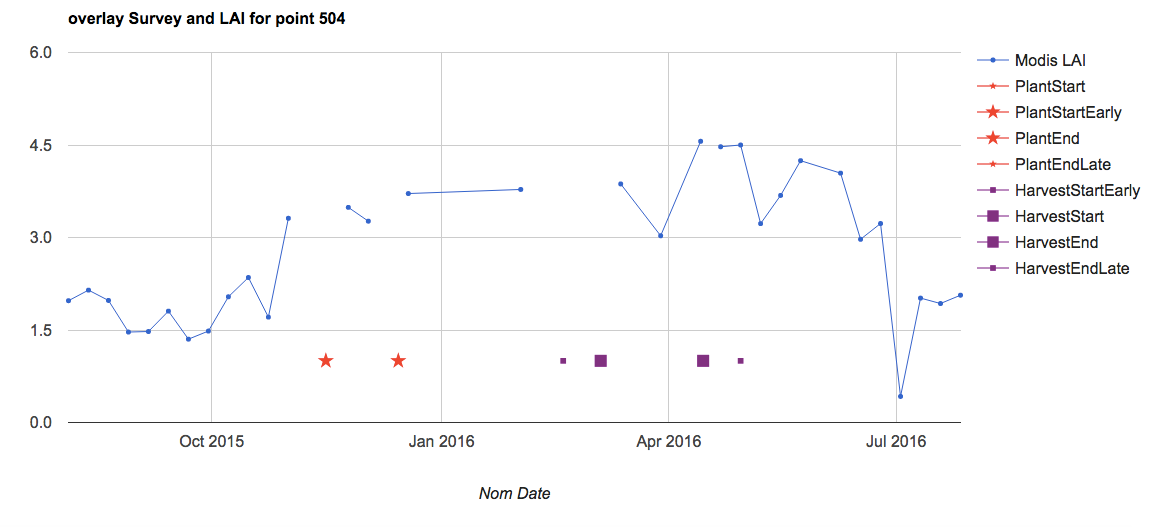 overlay Survey and LAI for point 504
6.0
4.5
3.0
1.5
0.0
Oct 2015
Jan 2016
Apr 2016
Jul 2016
Nom Date
Modis LAI
PlantStart
PlantStartEarly
PlantEnd
PlantEndLate
HarvestStartEarly
HarvestStart
HarvestEnd
HarvestEndLate